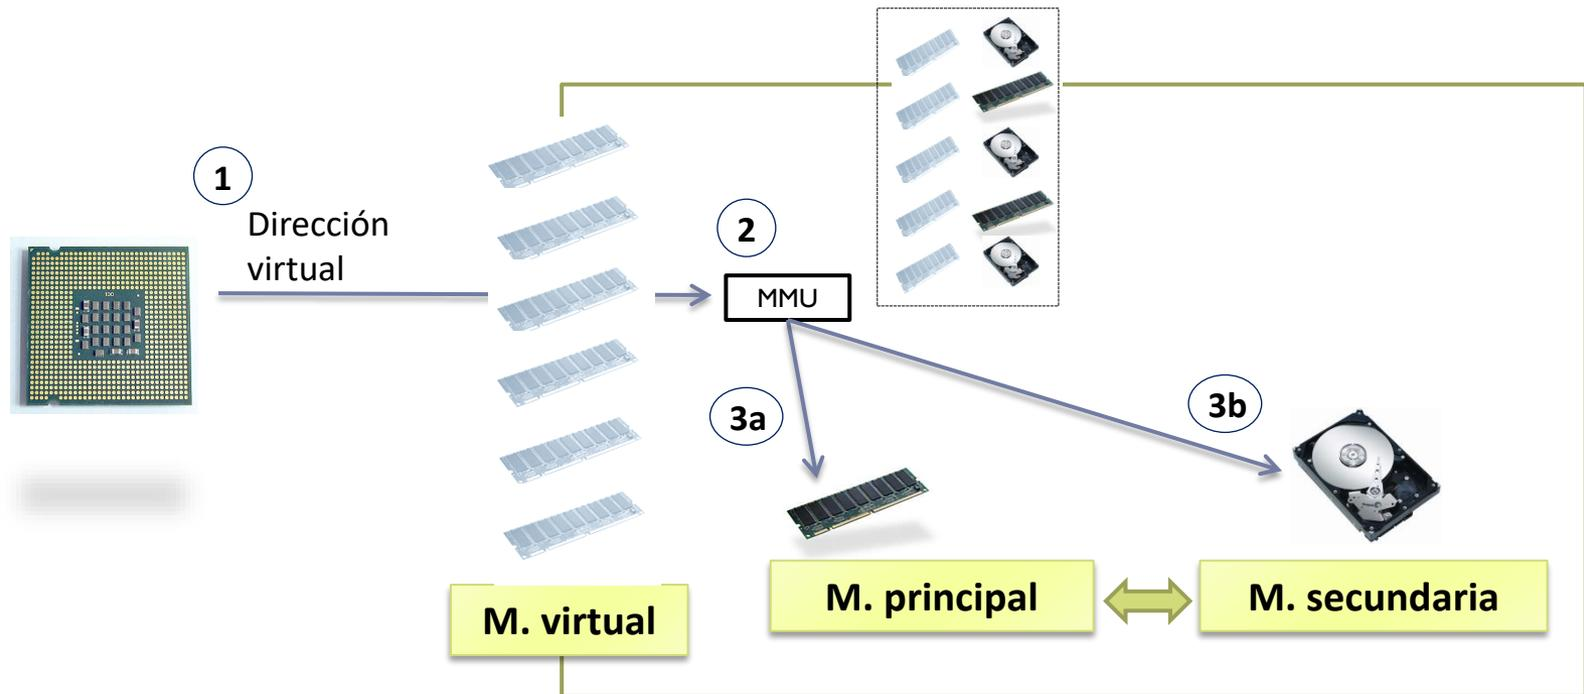 1
Dirección
virtual
2
MMU
3a
3b
M. virtual
M. principal
M. secundaria